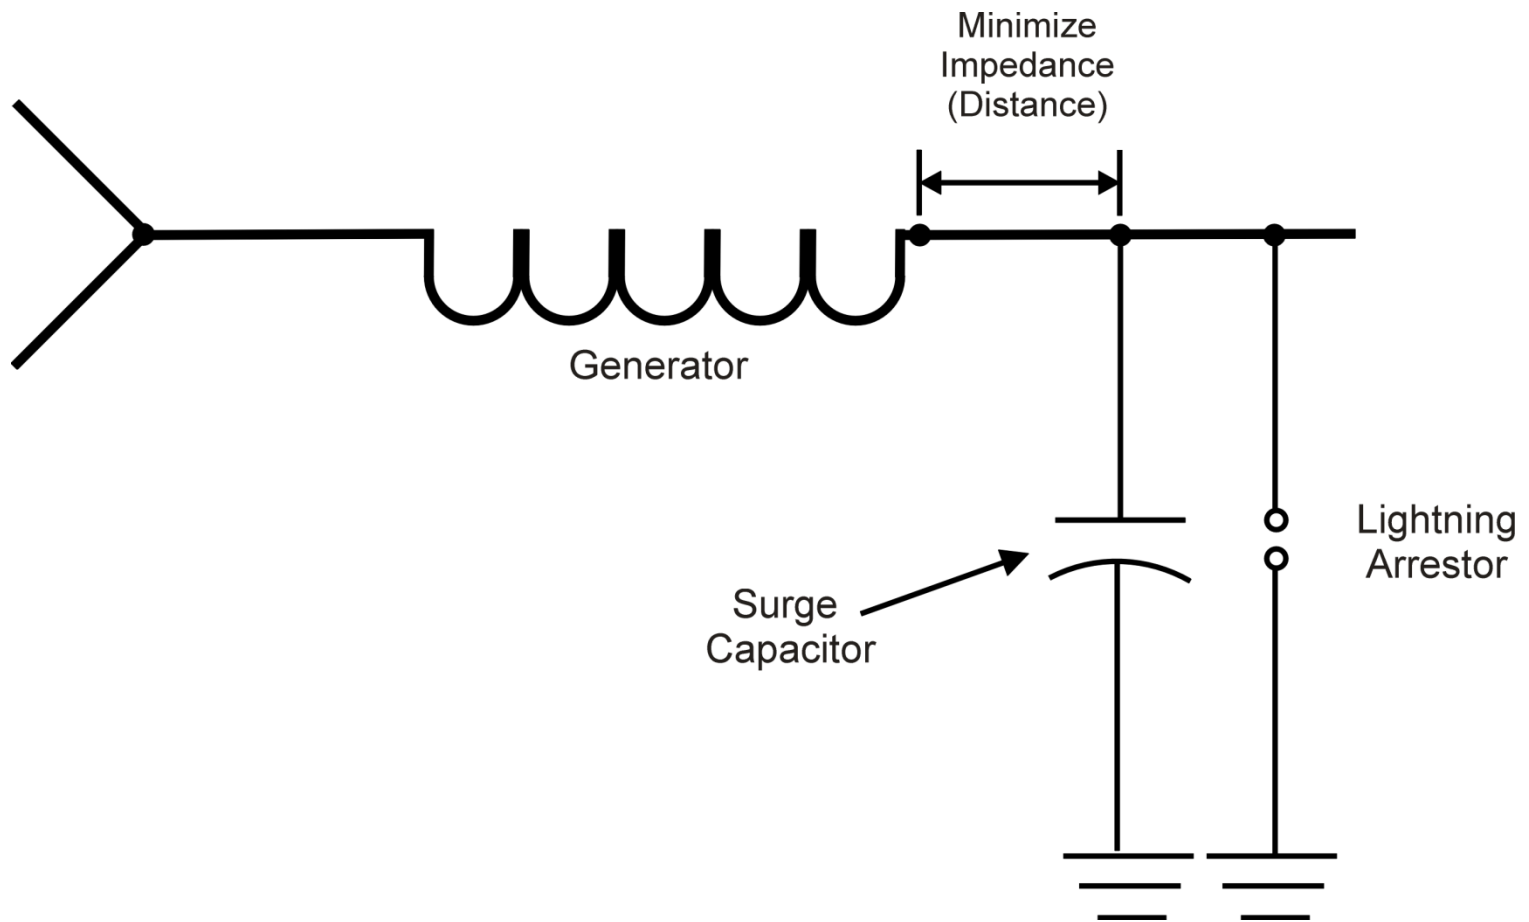 Minimize
Impedance
(Distance)
Generator
Surge
Capacitor
Lightning
Arrestor